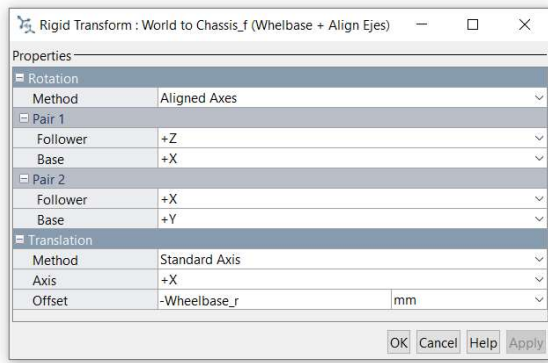 Rigid Transform : World to Chassis_f (Whelbase + Align Ejes)
Properties
Rotation
Method Aligned Axes
Pair 1
Follower +Z
Base +X
Pair 2
Follower +X
Base +Y
Translation
Method Standard Axis
Axis +X
Offset -Wheelbase_r mm
OK Cancel Help Apply